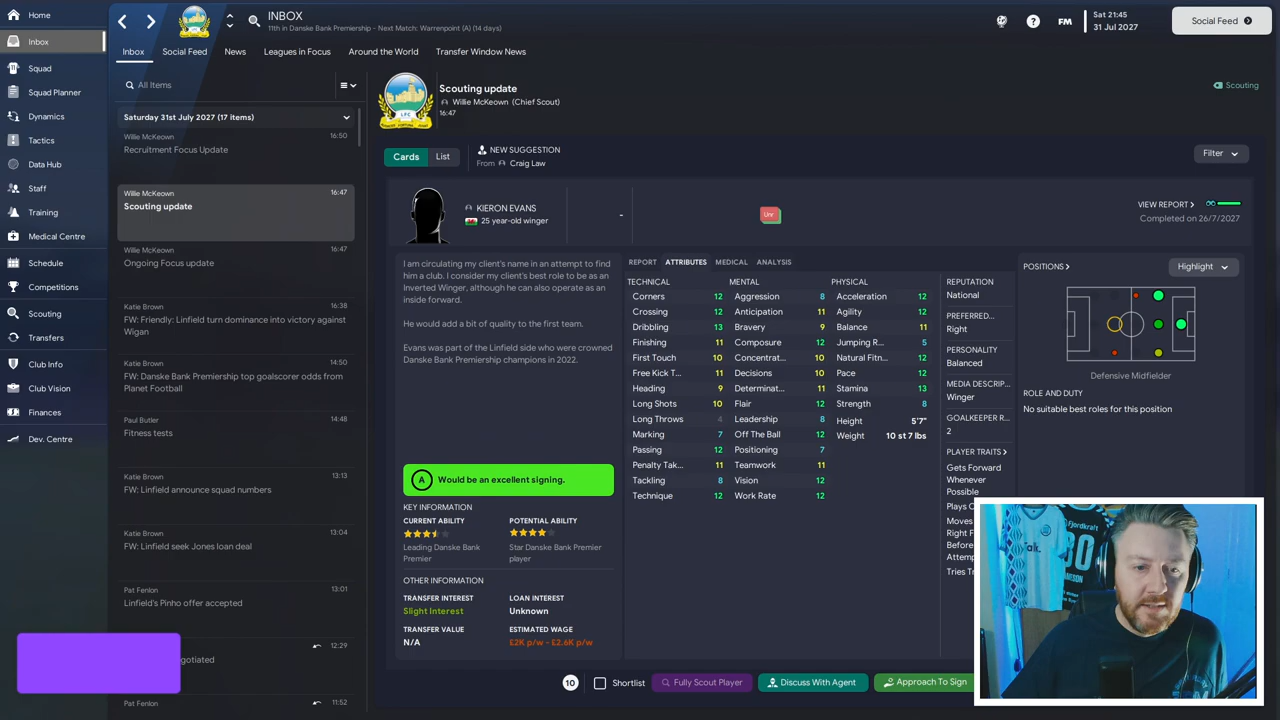 Home
Inbox
Squad
Squad Planner
Dynamics
Tactics
Data Hub
Staff
Training
Medical Centre
Schedule
Competitions
Scouting
Transfers
Club Info
Club Vision
Finances
Dev. Centre
INBOX
11th in Danske Bank Premiership - Next Match: Warrenpoint (A) (14 days)
FM
Sat 21:45
31 Jul 2027
Social Feed
Inbox
Social Feed
News
Leagues in Focus
Around the World
Transfer Window News
All Items
Saturday 31st July 2027 (17 items)
Willie McKeown
16:50
Recruitment Focus Update
Willie McKeown
16:47
Scouting update
Willie McKeown
16:47
Ongoing Focus update
Katie Brown
16:38
FW: Friendly: Linfield turn dominance into victory against
Wigan
Katie Brown
14:50
FW: Danske Bank Premiership top goalscorer odds from
Planet Football
Paul Butler
14:48
Fitness tests
Katie Brown
13:13
FW: Linfield announce squad numbers
Katie Brown
13:04
FW: Linfield seek Jones loan deal
Pat Fenlon
13:01
Linfield's Pinho offer accepted
12:29
egotiated
Pat Fenlon
11:52
Scouting update
Willie McKeown (Chief Scout)
16:47
Scouting
Cards
List
NEW SUGGESTION
From Craig Law
Filter
KIERON EVANS
25 year-old winger
-
Unr
VIEW REPORT
Completed on 26/7/2027
I am circulating my client's name in an attempt to find
him a club. I consider my client's best role to be as an
Inverted Winger, although he can also operate as an
inside forward.
He would add a bit of quality to the first team.
Evans was part of the Linfield side who were crowned
Danske Bank Premiership champions in 2022.
A Would be an excellent signing.
KEY INFORMATION
CURRENT ABILITY
POTENTIAL ABILITY
Leading Danske Bank
Premier
Star Danske Bank Premier
player
OTHER INFORMATION
TRANSFER INTEREST
LOAN INTEREST
Slight Interest
Unknown
TRANSFER VALUE
ESTIMATED WAGE
N/A
£2K p/w - £2.6K p/w
REPORT
ATTRIBUTES
MEDICAL
ANALYSIS
TECHNICAL
Corners 12
Crossing 12
Dribbling 13
Finishing 11
First Touch 10
Free Kick T... 11
Heading 9
Long Shots 10
Long Throws 4
Marking 7
Passing 12
Penalty Tak... 11
Tackling 8
Technique 12
MENTAL
Aggression 8
Anticipation 11
Bravery 9
Composure 12
Concentrat... 10
Decisions 10
Determinat... 11
Flair 12
Leadership 8
Off The Ball 12
Positioning 7
Teamwork 11
Vision 12
Work Rate 12
PHYSICAL
Acceleration 12
Agility 12
Balance 11
Jumping R... 5
Natural Fitn... 12
Pace 12
Stamina 13
Strength 8
Height 5'7"
Weight 10 st 7 lbs
REPUTATION
National
PREFERRED...
Right
PERSONALITY
Balanced
MEDIA DESCRIP...
Winger
GOALKEEPER R...
2
PLAYER TRAITS
Gets Forward
Whenever
Possible
Plays O
Moves
Right F
Before
Attemp
Tries Tr
POSITIONS
Highlight
Defensive Midfielder
ROLE AND DUTY
No suitable best roles for this position
10
Shortlist
Fully Scout Player
Discuss With Agent
Approach To Sign